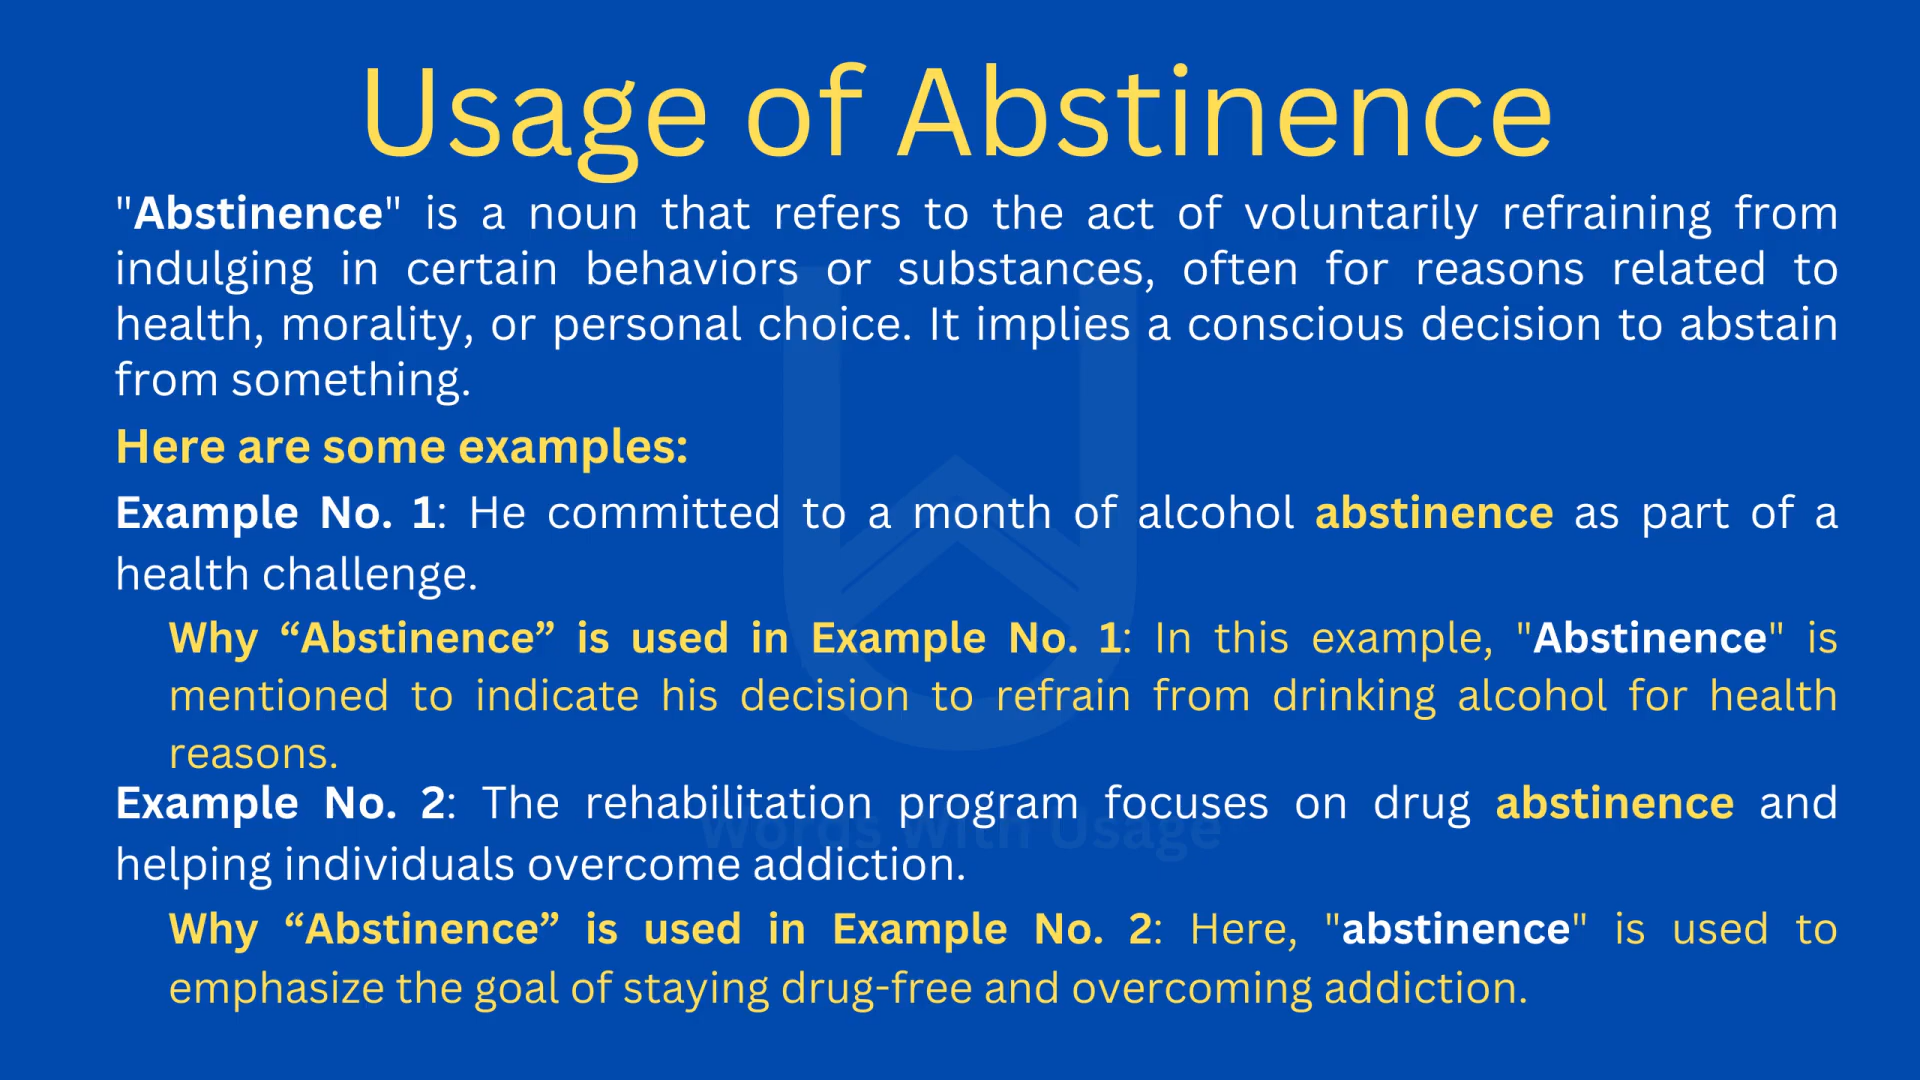 Usage of Abstinence
"Abstinence" is a noun that refers to the act of voluntarily refraining from
indulging in certain behaviors or substances, often for reasons related to
health, morality, or personal choice. It implies a conscious decision to abstain
from something.
Here are some examples:
Example No. 1: He committed to a month of alcohol abstinence as part of a
health challenge.
Why “Abstinence” is used in Example No. 1: In this example, "Abstinence" is
mentioned to indicate his decision to refrain from drinking alcohol for health
reasons.
Example No. 2: The rehabilitation program focuses on drug abstinence and
Words With Usage
helping individuals overcome addiction.
Why “Abstinence” is used in Example No. 2: Here, "abstinence" is used to
emphasize the goal of staying drug-free and overcoming addiction.